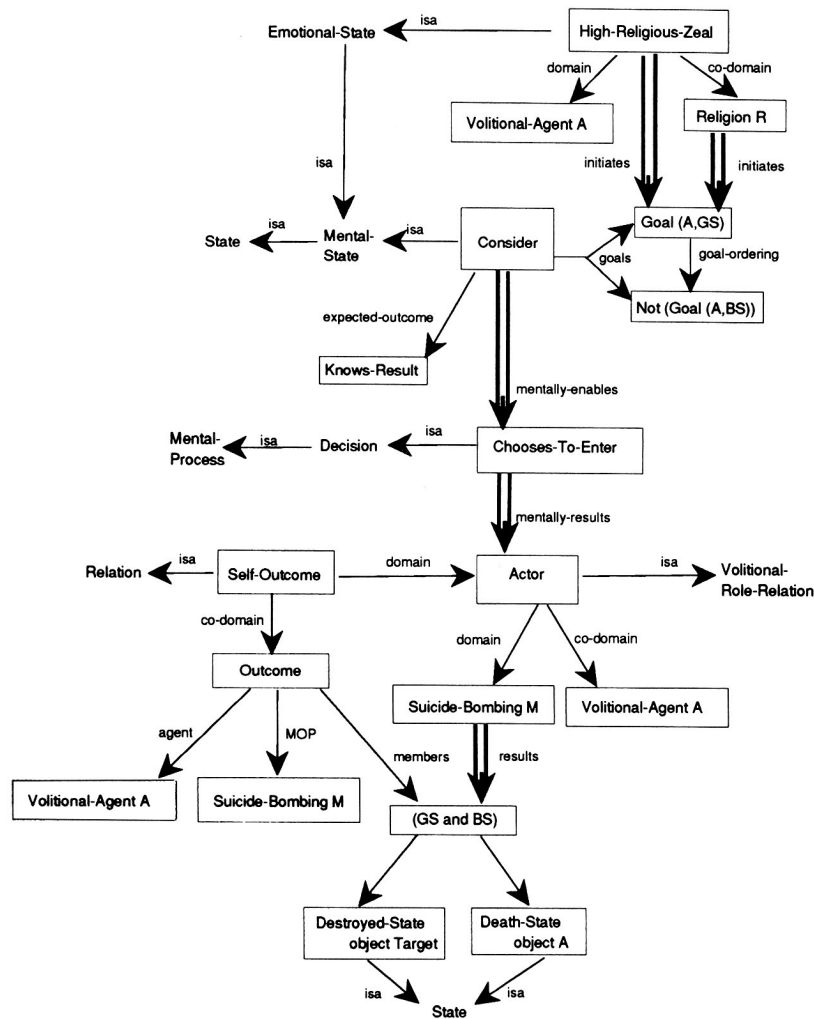 isa
Emotional-State
High-Religious-Zeal
domain
co-domain
Volitional-Agent A
Religion R
isa
initiates
initiates
Goal (A,GS)
isa
isa
State
Mental-
State
Consider
goals
goal-ordering
Not (Goal (A,BS))
expected-outcome
Knows-Result
mentally-enables
Mental-
Process
isa
Decision
isa
Chooses-To-Enter
mentally-results
Relation
isa
Self-Outcome
domain
Actor
isa
Volitional-
Role-Relation
co-domain
domain
co-domain
Outcome
Suicide-Bombing M
Volitional-Agent A
agent
MOP
members
results
Volitional-Agent A
Suicide-Bombing M
(GS and BS)
Destroyed-State
object Target
Death-State
object A
isa
isa
State